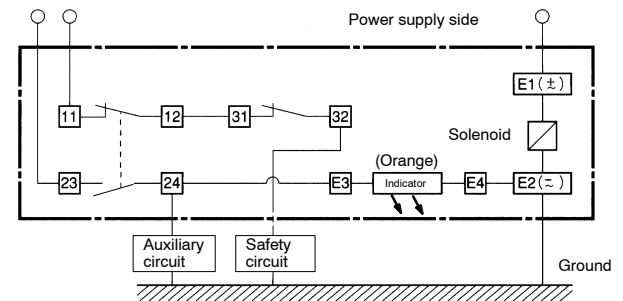 Power supply side
E1(±)
11
12
31
32
Solenoid
(Orange)
23
24
E3
Indicator
E4
E2(∓)
Auxiliary
circuit
Safety
circuit
Ground